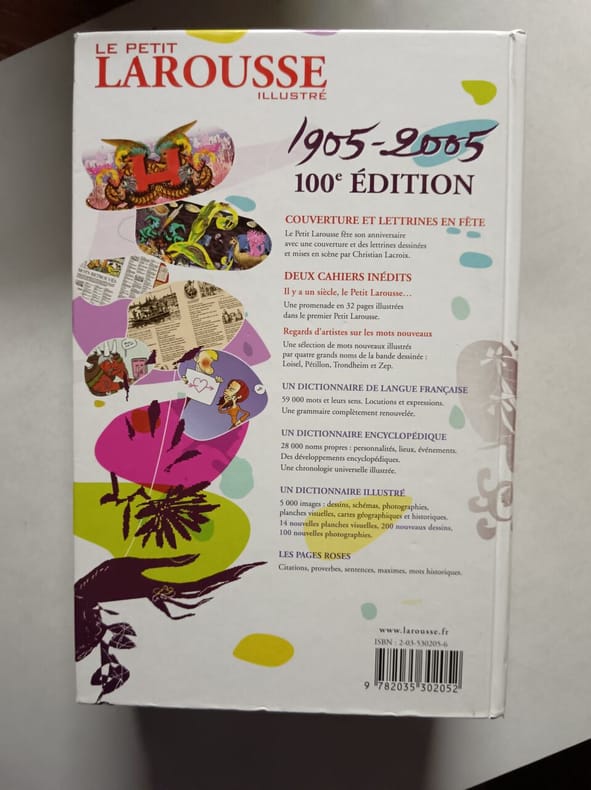 LE PETIT
LAROUSSE
ILLUSTRÉ
1905-2005
100e ÉDITION
COUVERTURE ET LETTRINES EN FÊTE
Le Petit Larousse fête son anniversaire
avec une couverture et des lettrines dessinées
et mises en scène par Christian Lacroix.
DEUX CAHIERS INÉDITS
Il y a un siècle, le Petit Larousse…
Une promenade en 32 pages illustrées
dans le premier Petit Larousse.
Regards d'artistes sur les mots nouveaux
Une sélection de mots nouveaux illustrés
par quatre grands noms de la bande dessinée :
Loisel, Pétillon, Trondheim et Zep.
UN DICTIONNAIRE DE LANGUE FRANÇAISE
59 000 mots et leurs sens. Locutions et expressions.
Une grammaire complètement renouvelée.
UN DICTIONNAIRE ENCYCLOPÉDIQUE
28 000 noms propres : personnalités, lieux, événements.
Des développements encyclopédiques.
Une chronologie universelle illustrée.
UN DICTIONNAIRE ILLUSTRÉ
5 000 images : dessins, schémas, photographies,
planches visuelles, cartes géographiques et historiques.
14 nouvelles planches visuelles, 200 nouveaux dessins,
100 nouvelles photographies.
LES PAGES ROSES
Citations, proverbes, sentences, maximes, mots historiques.
www.larousse.fr
ISBN : 2-03-530205-6
9 782035 302052
H
MOTS RETROUVÉS